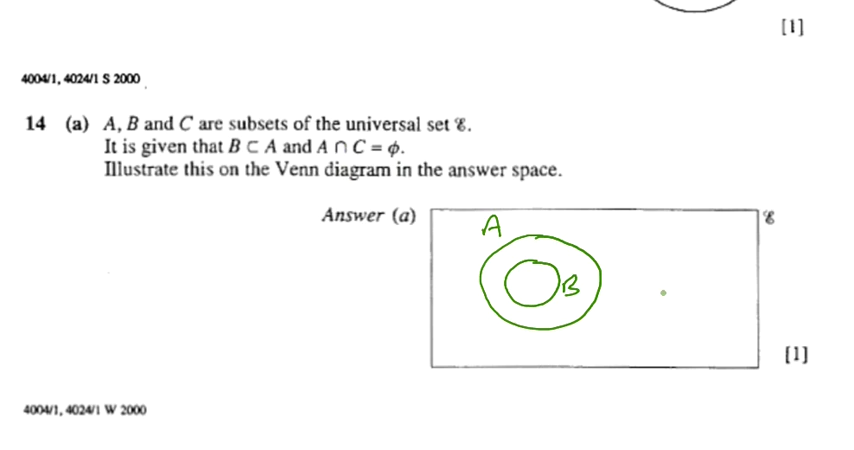 [1]
4004/1, 4024/1 S 2000
14 (a) A, B and C are subsets of the universal set ℰ.
It is given that B ⊂ A and A ∩ C = ϕ.
Illustrate this on the Venn diagram in the answer space.
Answer (a)
ℰ
A
B
[1]
4004/1, 4024/1 W 2000